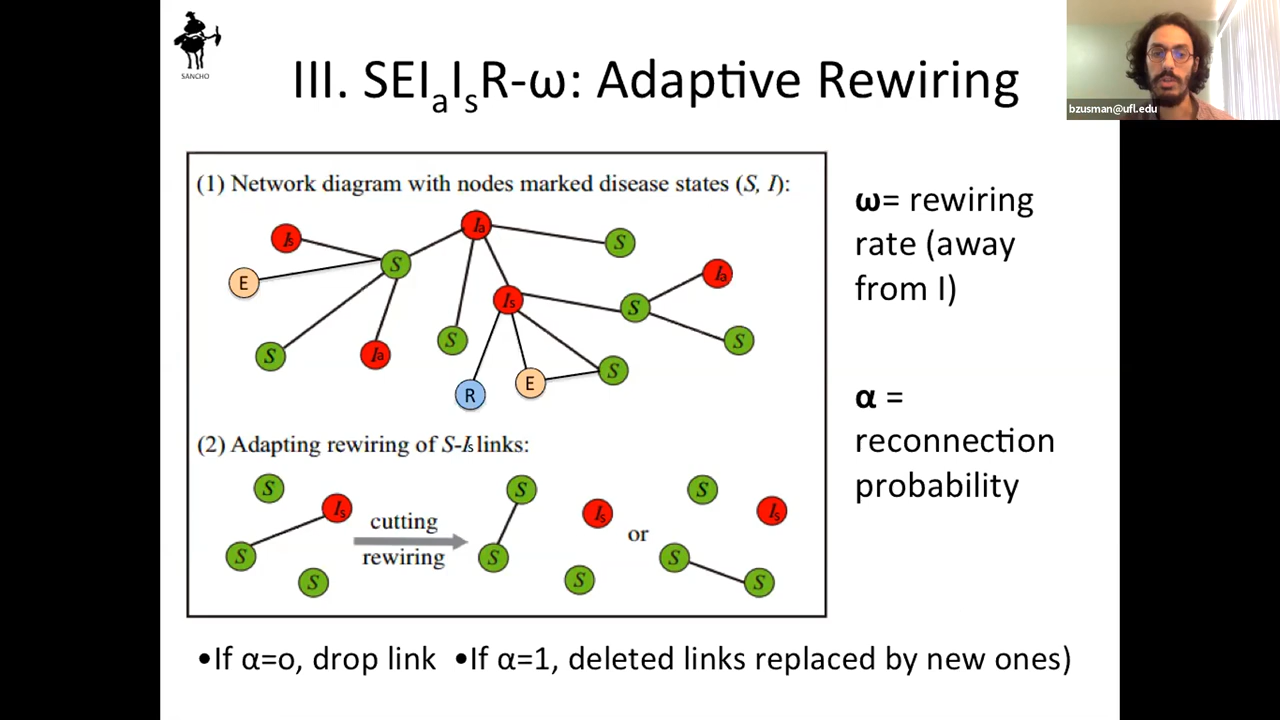 SANCHO
III. SEIaIsR-ω: Adaptive Rewiring
bzusman@ufl.edu
(1) Network diagram with nodes marked disease states (S, I):
Is
Ia
S
S
E
Ia
Is
S
S
S
Ia
S
S
E
R
(2) Adapting rewiring of S-Is links:
S
Is
S
S
cutting
rewiring
S
Is
S
S
or
S
Is
S
S
ω= rewiring
rate (away
from I)
α =
reconnection
probability
•If α=o, drop link •If α=1, deleted links replaced by new ones)